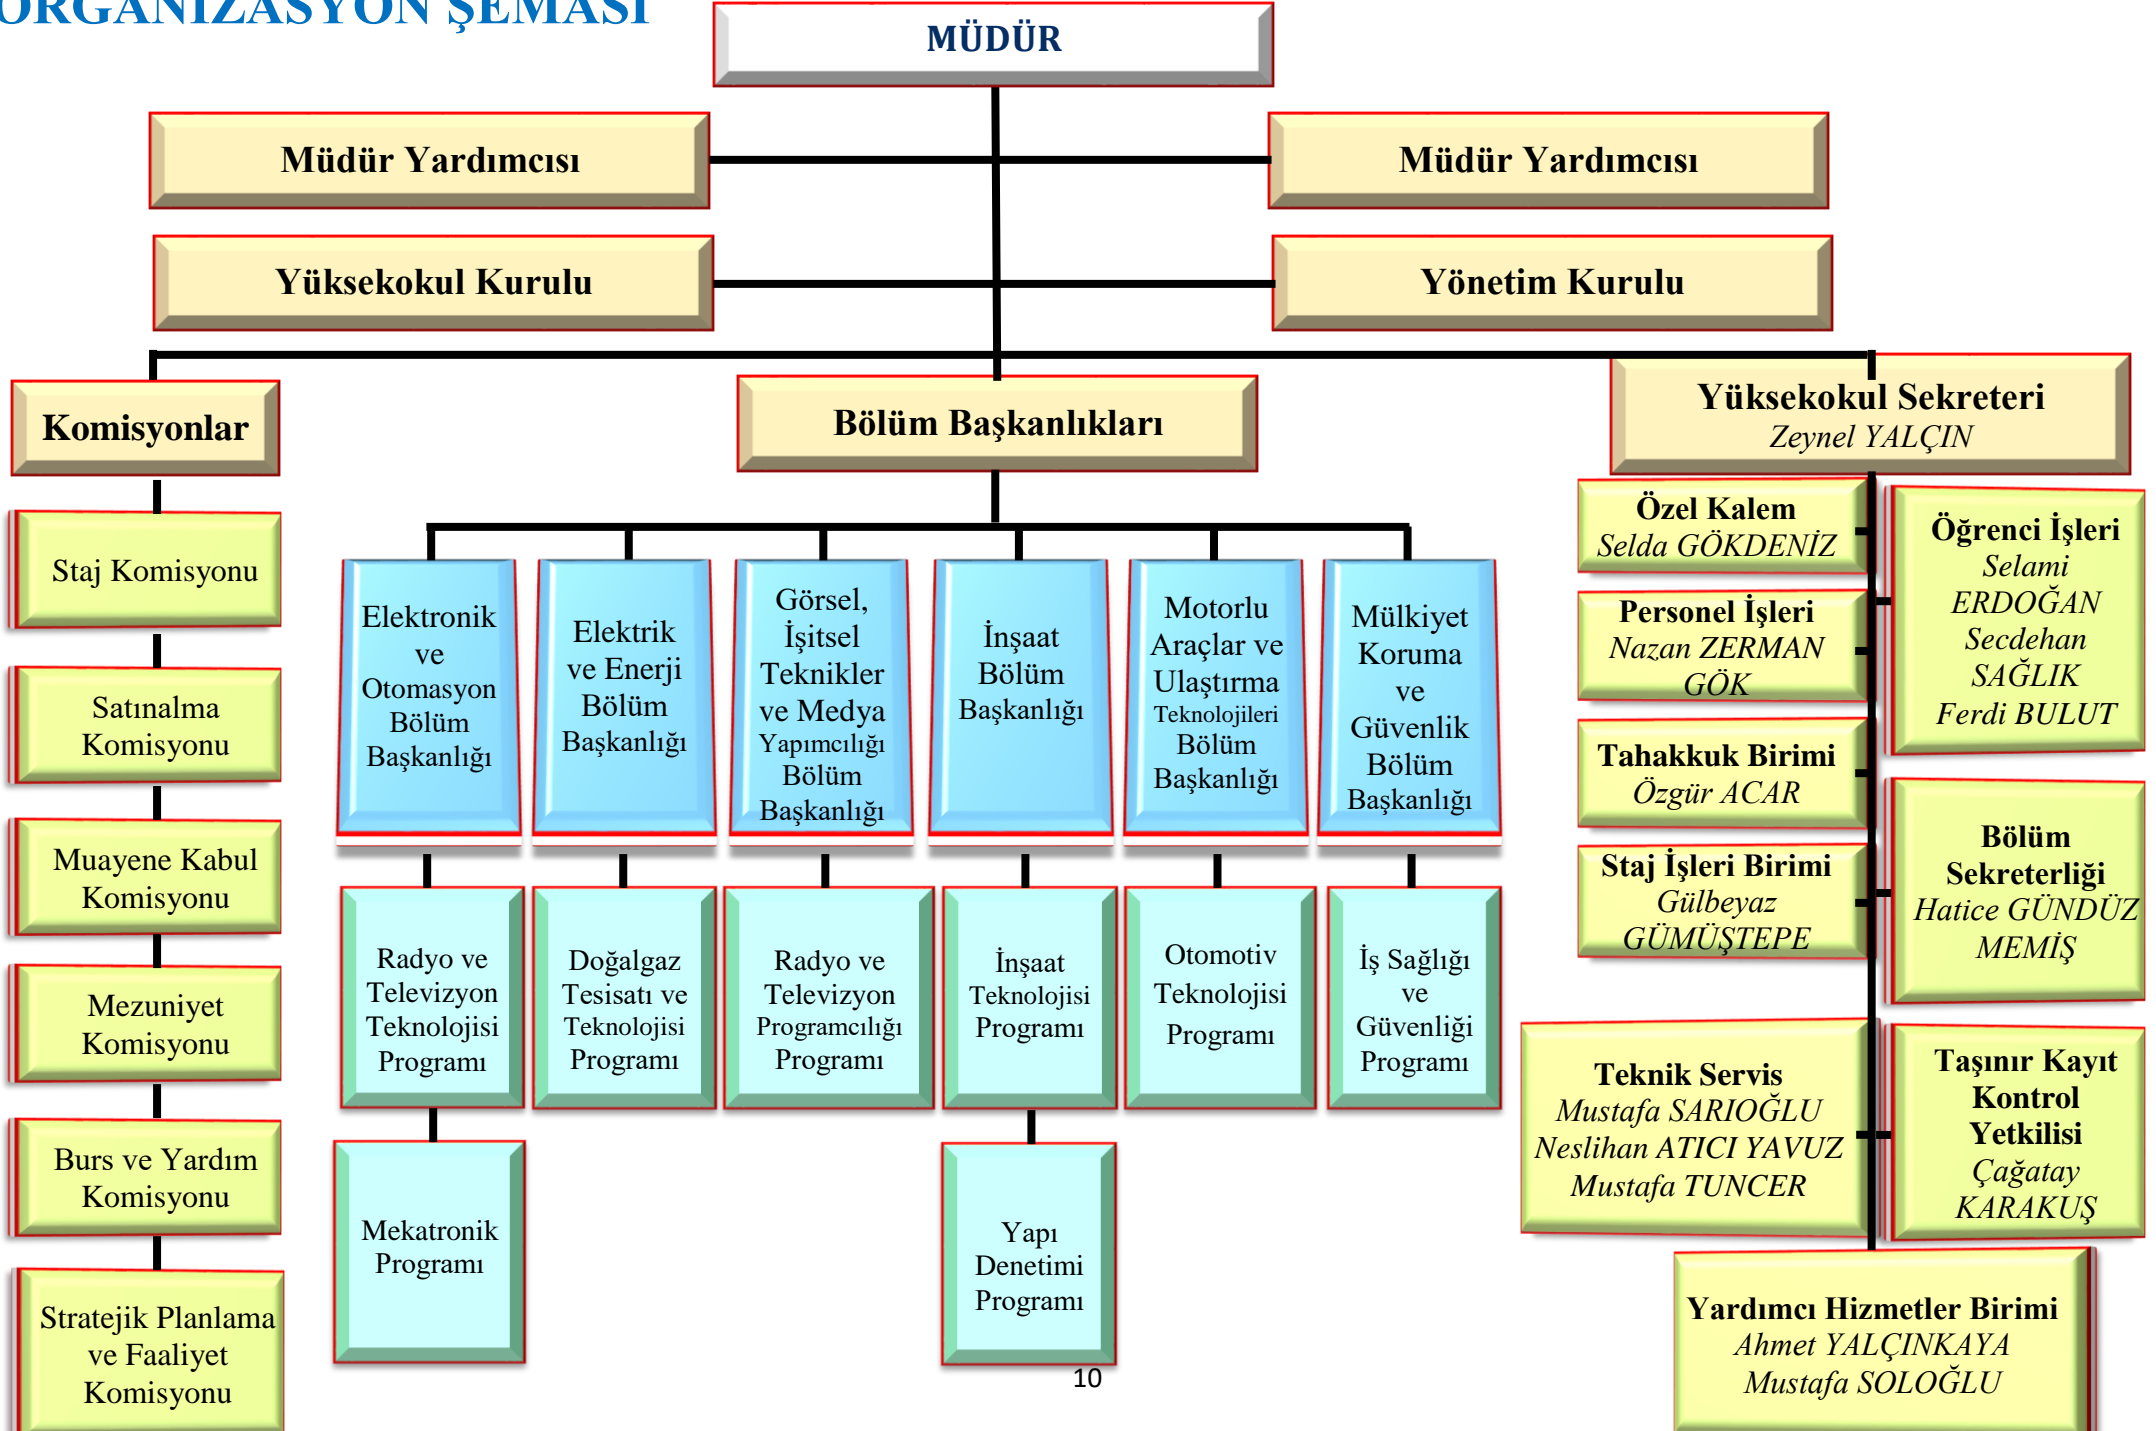 ORGANİZASYON ŞEMASI
MÜDÜR
Müdür Yardımcısı
Müdür Yardımcısı
Yüksekokul Kurulu
Yönetim Kurulu
Komisyonlar
Bölüm Başkanlıkları
Yüksekokul Sekreteri
Zeynel YALÇIN
Staj Komisyonu
Satınalma
Komisyonu
Muayene Kabul
Komisyonu
Mezuniyet
Komisyonu
Burs ve Yardım
Komisyonu
Stratejik Planlama
ve Faaliyet
Komisyonu
Elektronik
ve
Otomasyon
Bölüm
Başkanlığı
Elektrik
ve Enerji
Bölüm
Başkanlığı
Görsel,
İşitsel
Teknikler
ve Medya
Yapımcılığı
Bölüm
Başkanlığı
İnşaat
Bölüm
Başkanlığı
Motorlu
Araçlar ve
Ulaştırma
Teknolojileri
Bölüm
Başkanlığı
Mülkiyet
Koruma
ve
Güvenlik
Bölüm
Başkanlığı
Radyo ve
Televizyon
Teknolojisi
Programı
Doğalgaz
Tesisatı ve
Teknolojisi
Programı
Radyo ve
Televizyon
Programcılığı
Programı
İnşaat
Teknolojisi
Programı
Otomotiv
Teknolojisi
Programı
İş Sağlığı
ve
Güvenliği
Programı
Mekatronik
Programı
Yapı
Denetimi
Programı
Özel Kalem
Selda GÖKDENİZ
Öğrenci İşleri
Selami
ERDOĞAN
Secdehan
SAĞLIK
Ferdi BULUT
Personel İşleri
Nazan ZERMAN
GÖK
Tahakkuk Birimi
Özgür ACAR
Bölüm
Sekreterliği
Hatice GÜNDÜZ
MEMİŞ
Staj İşleri Birimi
Gülbeyaz
GÜMÜŞTEPE
Teknik Servis
Mustafa SARIOĞLU
Neslihan ATICI YAVUZ
Mustafa TUNCER
Taşınır Kayıt
Kontrol
Yetkilisi
Çağatay
KARAKUŞ
Yardımcı Hizmetler Birimi
Ahmet YALÇINKAYA
Mustafa SOLOĞLU
10